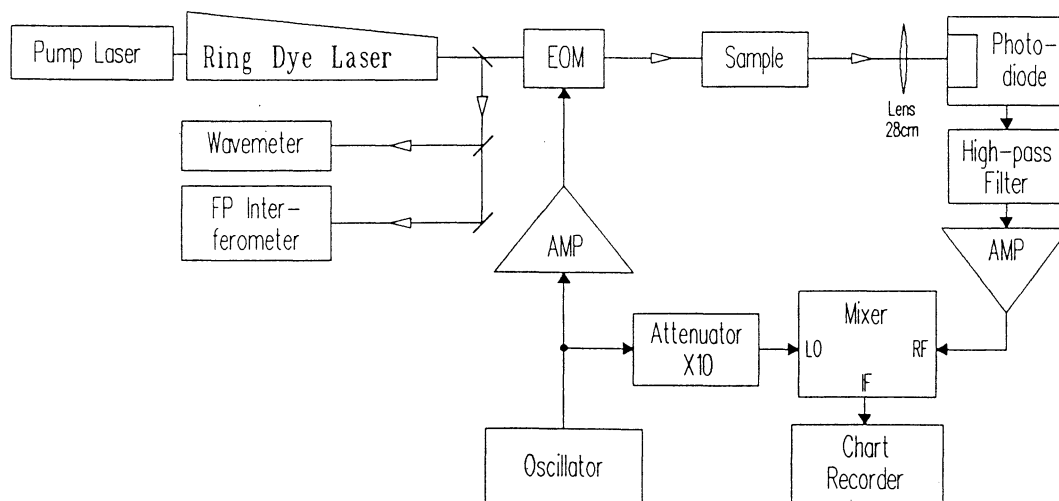 Pump Laser
Ring Dye Laser
EOM
Sample
Photo-
diode
Lens
28cm
Wavemeter
High-pass
Filter
FP Inter-
ferometer
AMP
AMP
Attenuator
X10
Mixer
LO
RF
IF
Oscillator
Chart
Recorder